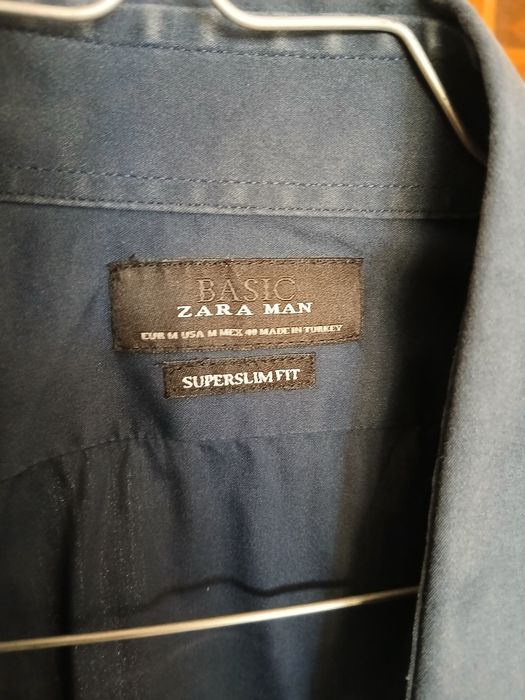 BASIC
ZARA MAN
EUR M USA M MEX 40 MADE IN TURKEY
SUPERSLIM FIT